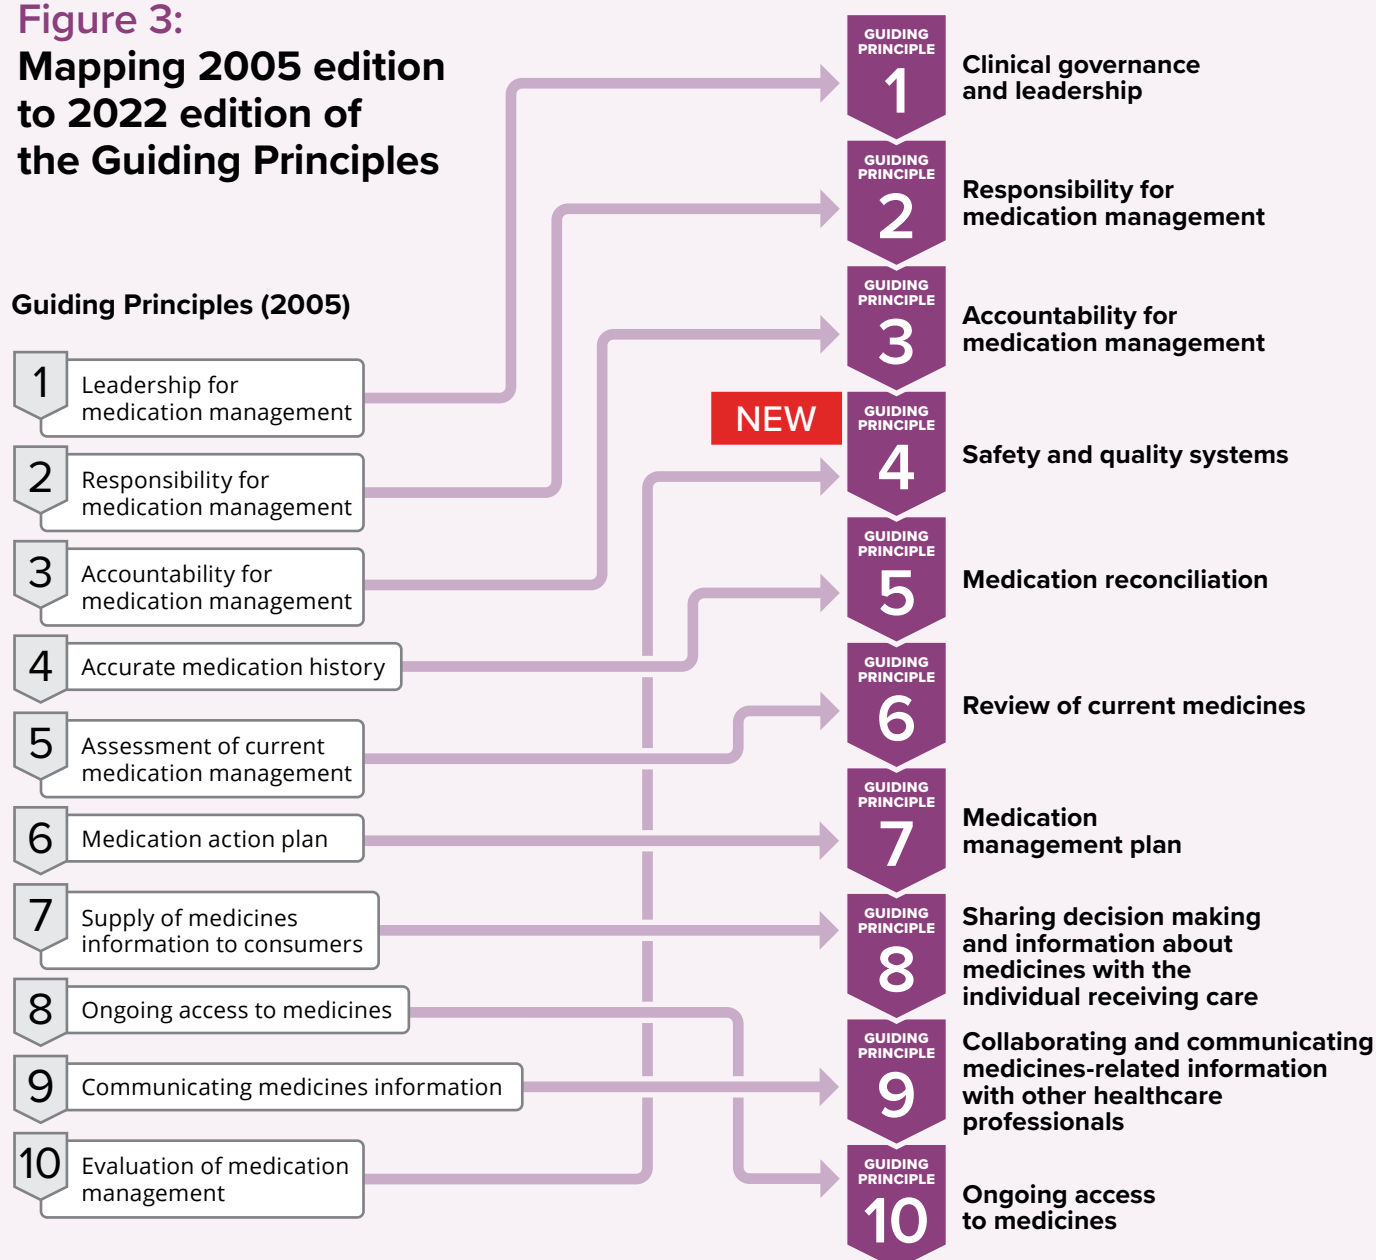 Figure 3:
Mapping 2005 edition
to 2022 edition of
the Guiding Principles
Guiding Principles (2005)
1
Leadership for
medication management
2
Responsibility for
medication management
3
Accountability for
medication management
4
Accurate medication history
5
Assessment of current
medication management
6
Medication action plan
7
Supply of medicines
information to consumers
8
Ongoing access to medicines
9
Communicating medicines information
10
Evaluation of medication
management
GUIDING
PRINCIPLE
1
Clinical governance
and leadership
GUIDING
PRINCIPLE
2
Responsibility for
medication management
GUIDING
PRINCIPLE
3
Accountability for
medication management
NEW
GUIDING
PRINCIPLE
4
Safety and quality systems
GUIDING
PRINCIPLE
5
Medication reconciliation
GUIDING
PRINCIPLE
6
Review of current medicines
GUIDING
PRINCIPLE
7
Medication
management plan
GUIDING
PRINCIPLE
8
Sharing decision making
and information about
medicines with the
individual receiving care
GUIDING
PRINCIPLE
9
Collaborating and communicating
medicines-related information
with other healthcare
professionals
GUIDING
PRINCIPLE
10
Ongoing access
to medicines